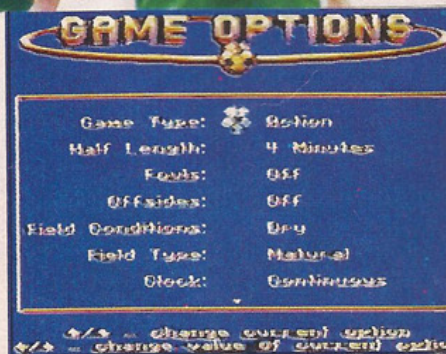 GAME OPTIONS
Game Type: Action
Half Length: 4 Minutes
Fouls: Off
Offsides: Off
Field Conditions: Dry
Field Type: Natural
Clock: Continuous
- change current option
- change value of current optio